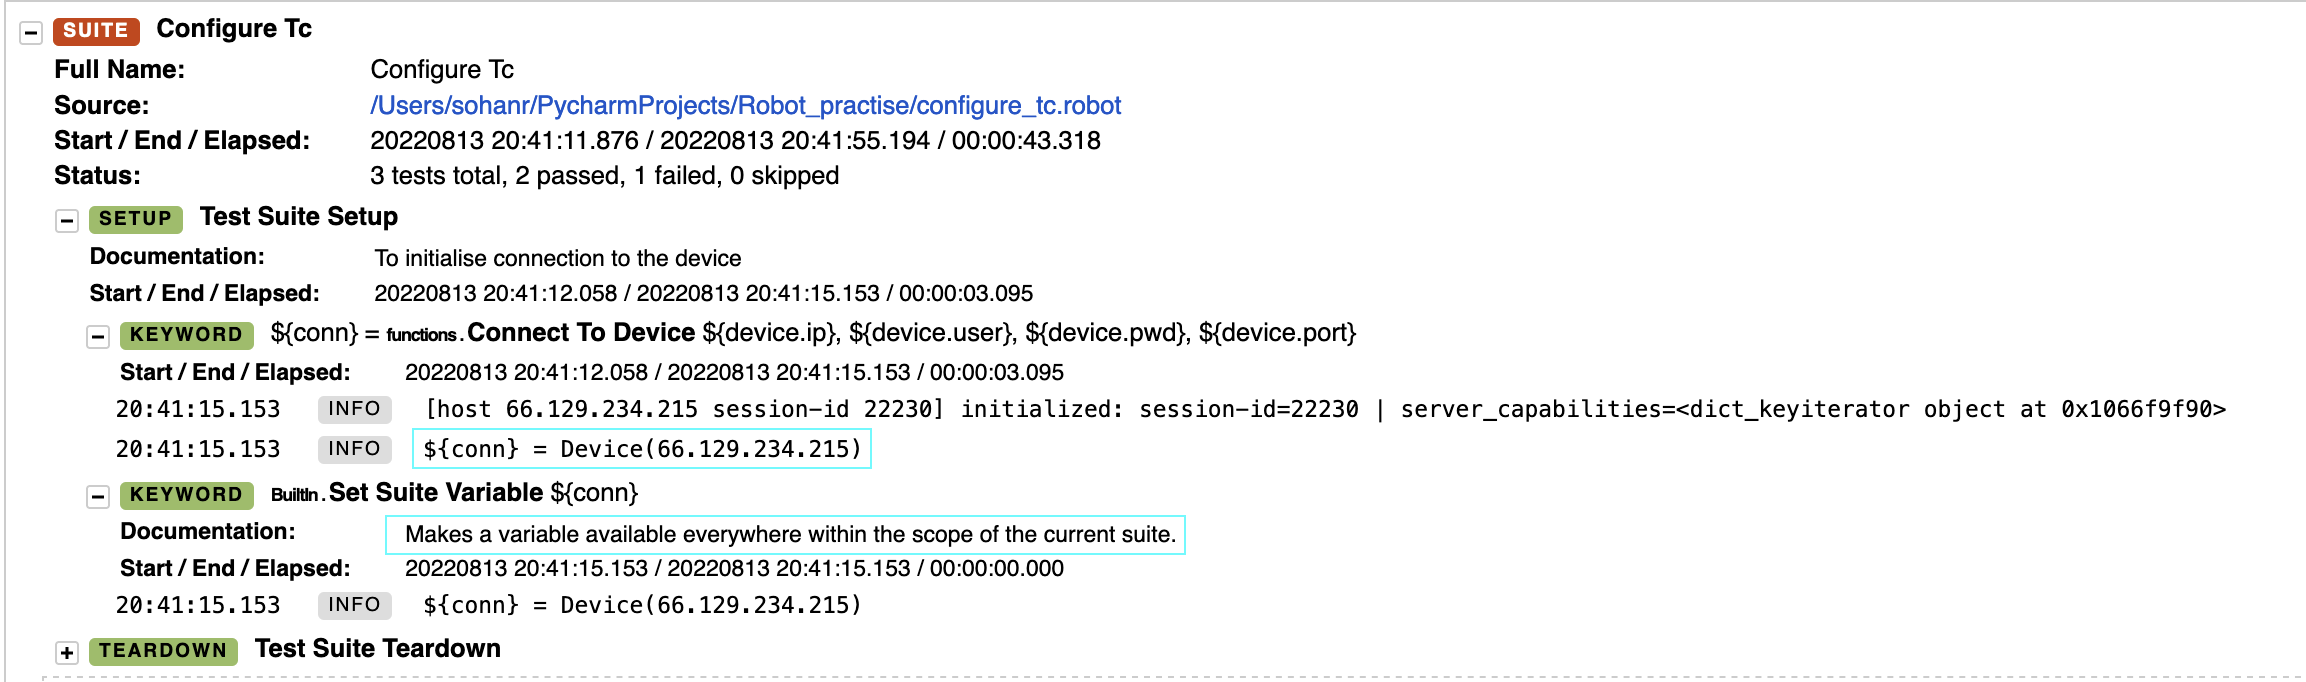 SUITE Configure Tc
Full Name: Configure Tc
Source: /Users/sohanr/PycharmProjects/Robot_practise/configure_tc.robot
Start / End / Elapsed: 20220813 20:41:11.876 / 20220813 20:41:55.194 / 00:00:43.318
Status: 3 tests total, 2 passed, 1 failed, 0 skipped
SETUP Test Suite Setup
Documentation: To initialise connection to the device
Start / End / Elapsed: 20220813 20:41:12.058 / 20220813 20:41:15.153 / 00:00:03.095
KEYWORD ${conn} = functions.Connect To Device ${device.ip}, ${device.user}, ${device.pwd}, ${device.port}
Start / End / Elapsed: 20220813 20:41:12.058 / 20220813 20:41:15.153 / 00:00:03.095
20:41:15.153 INFO [host 66.129.234.215 session-id 22230] initialized: session-id=22230 | server_capabilities=<dict_keyiterator object at 0x1066f9f90>
20:41:15.153 INFO ${conn} = Device(66.129.234.215)
KEYWORD BuiltIn.Set Suite Variable ${conn}
Documentation: Makes a variable available everywhere within the scope of the current suite.
Start / End / Elapsed: 20220813 20:41:15.153 / 20220813 20:41:15.153 / 00:00:00.000
20:41:15.153 INFO ${conn} = Device(66.129.234.215)
TEARDOWN Test Suite Teardown